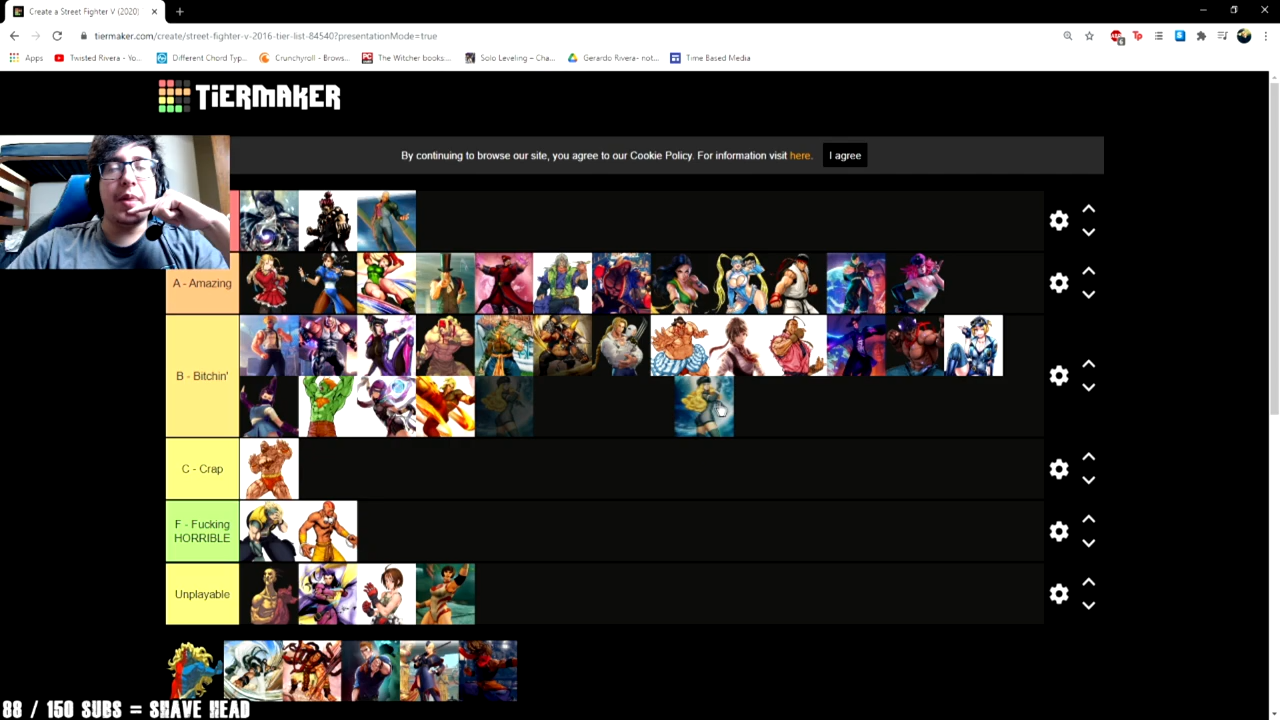 Create a Street Fighter V (2020)
tiermaker.com/create/street-fighter-v-2016-tier-list-84540?presentationMode=true
Apps
Twisted Rivera - Yo...
Different Chord Typ...
Crunchyroll - Brows...
The Witcher books:...
Solo Leveling – Cha...
Gerardo Rivera- not...
Time Based Media
TiERMAKER
By continuing to browse our site, you agree to our Cookie Policy. For information visit here.
I agree
A - Amazing
B - Bitchin'
C - Crap
F - Fucking
HORRIBLE
Unplayable
88 / 150 SUBS = SHAVE HEAD